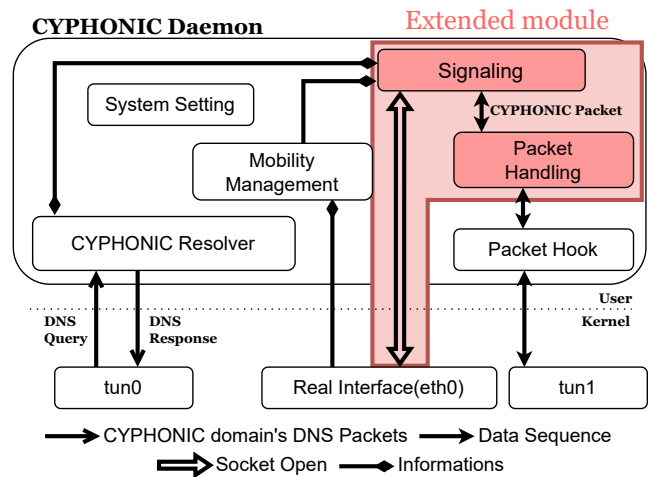 CYPHONIC Daemon
Extended module
Signaling
System Setting
CYPHONIC Packet
Mobility
Management
Packet
Handling
CYPHONIC Resolver
Packet Hook
User
Kernel
DNS
Query
DNS
Response
tun0
Real Interface(eth0)
tun1
CYPHONIC domain's DNS Packets
Data Sequence
Socket Open
Informations